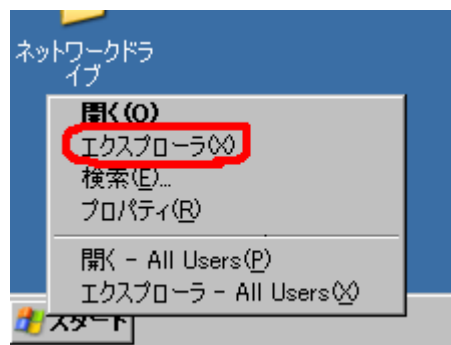 ネットワークドラ
イブ
開く(O)
エクスプローラ(X)
検索(E)...
プロパティ(R)
開く - All Users(P)
エクスプローラ - All Users(X)
スタート